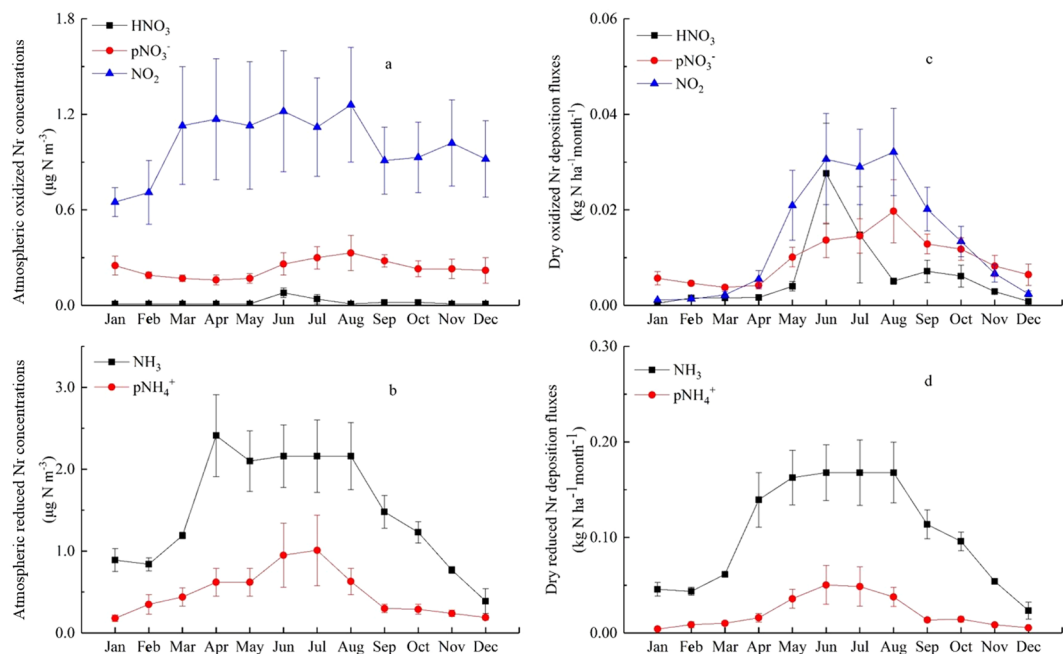 Atmospheric oxidized Nr concentrations
(μg N m⁻³)
1.8
1.2
0.6
0.0
HNO₃
pNO₃⁻
NO₂
a
Jan Feb Mar Apr May Jun Jul Aug Sep Oct Nov Dec
Dry oxidized Nr deposition fluxes
(kg N ha⁻¹month⁻¹)
0.06
0.04
0.02
0.00
HNO₃
pNO₃⁻
NO₂
c
Jan Feb Mar Apr May Jun Jul Aug Sep Oct Nov Dec
Atmospheric reduced Nr concentrations
(μg N m⁻³)
3.0
2.0
1.0
0.0
NH₃
pNH₄⁺
b
Jan Feb Mar Apr May Jun Jul Aug Sep Oct Nov Dec
Dry reduced Nr deposition fluxes
(kg N ha⁻¹month⁻¹)
0.30
0.20
0.10
0.00
NH₃
pNH₄⁺
d
Jan Feb Mar Apr May Jun Jul Aug Sep Oct Nov Dec